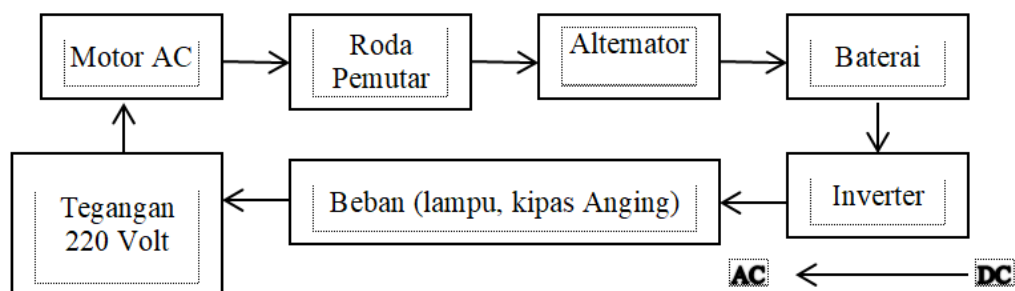 Motor AC
Roda
Pemutar
Alternator
Baterai
Tegangan
220 Volt
Beban (lampu, kipas Anging)
Inverter
AC
DC